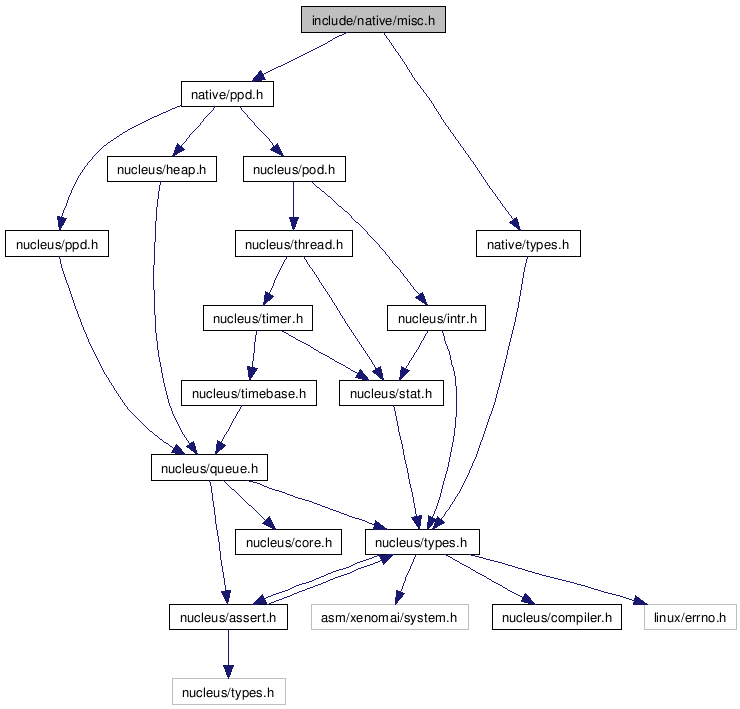 include/native/misc.h
native/ppd.h
nucleus/heap.h
nucleus/pod.h
nucleus/ppd.h
nucleus/thread.h
native/types.h
nucleus/timer.h
nucleus/intr.h
nucleus/timebase.h
nucleus/stat.h
nucleus/queue.h
nucleus/core.h
nucleus/types.h
nucleus/assert.h
asm/xenomai/system.h
nucleus/compiler.h
linux/errno.h
nucleus/types.h